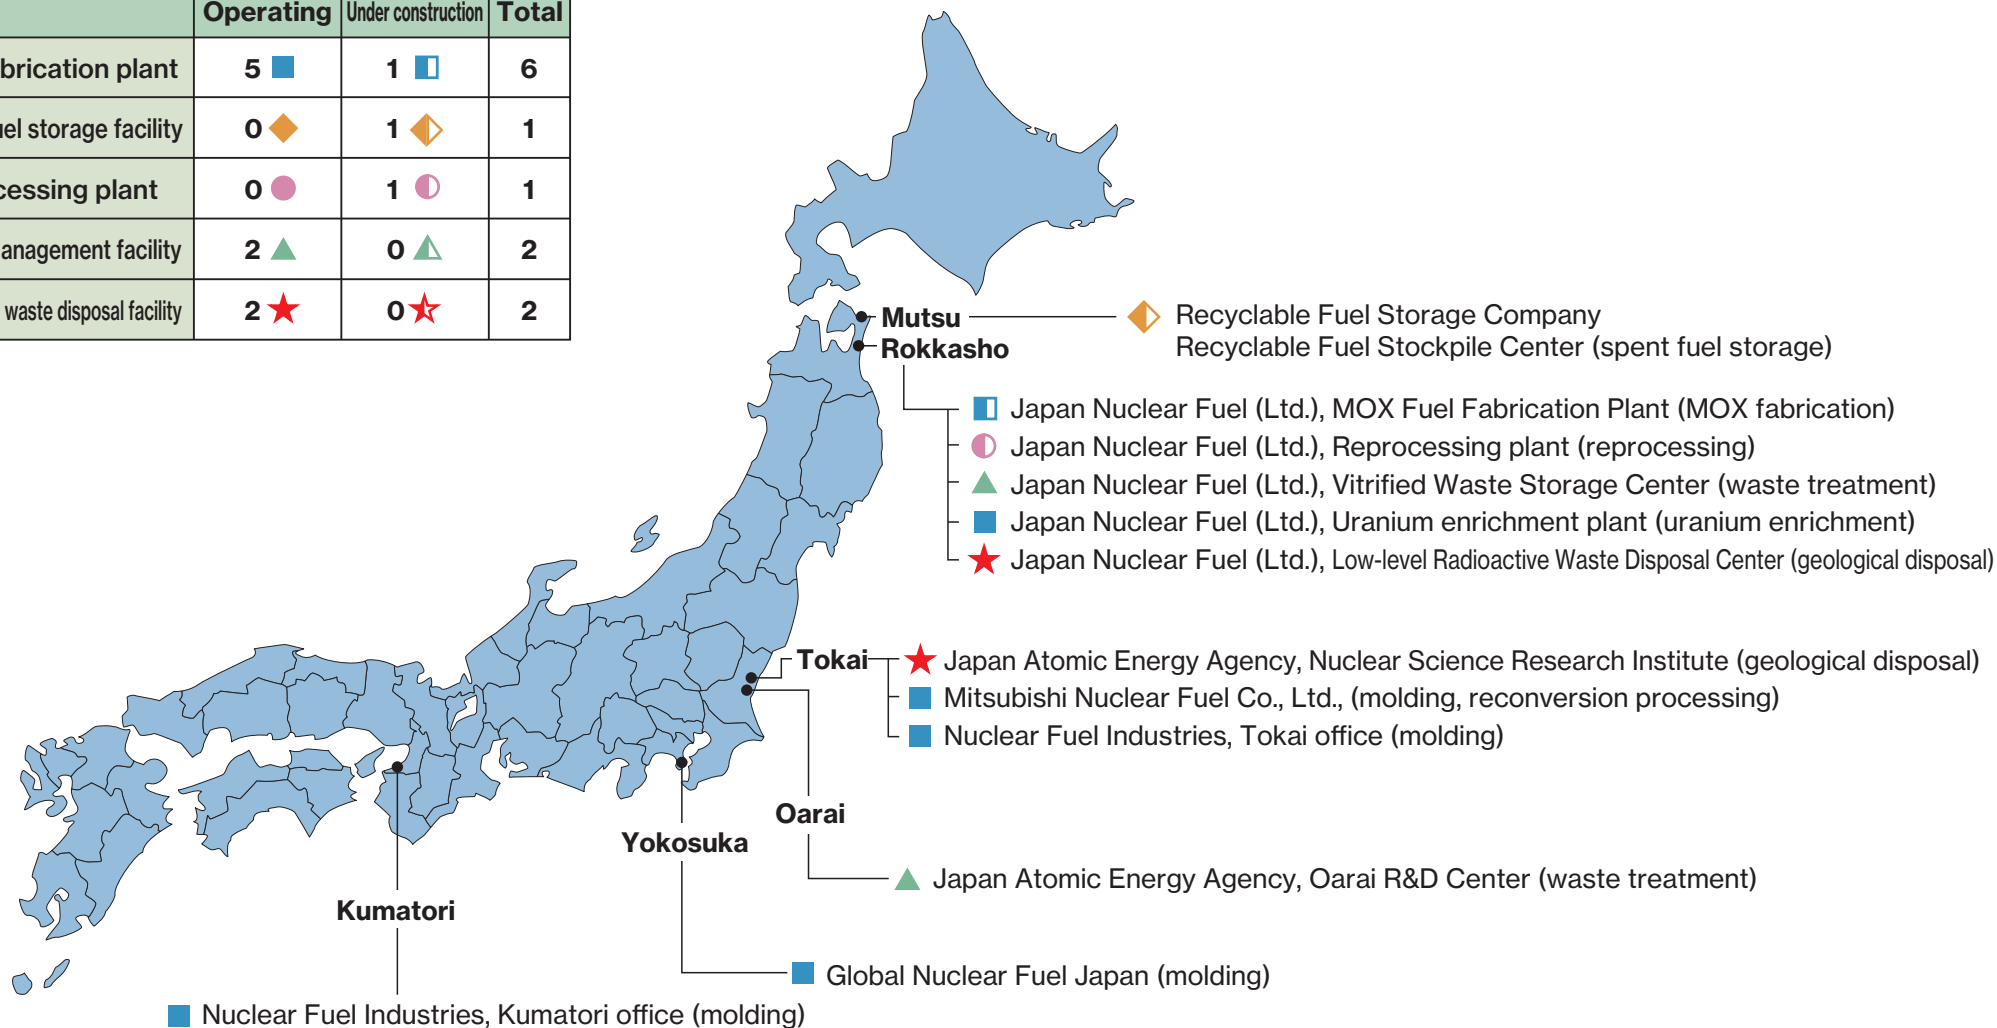 Operating Under construction Total
brication plant 5 1 6
uel storage facility 0 1 1
cessing plant 0 1 1
anagement facility 2 0 2
waste disposal facility 2 0 2
Mutsu
Recyclable Fuel Storage Company
Recyclable Fuel Stockpile Center (spent fuel storage)
Rokkasho
Japan Nuclear Fuel (Ltd.), MOX Fuel Fabrication Plant (MOX fabrication)
Japan Nuclear Fuel (Ltd.), Reprocessing plant (reprocessing)
Japan Nuclear Fuel (Ltd.), Vitrified Waste Storage Center (waste treatment)
Japan Nuclear Fuel (Ltd.), Uranium enrichment plant (uranium enrichment)
Japan Nuclear Fuel (Ltd.), Low-level Radioactive Waste Disposal Center (geological disposal)
Tokai
Japan Atomic Energy Agency, Nuclear Science Research Institute (geological disposal)
Mitsubishi Nuclear Fuel Co., Ltd., (molding, reconversion processing)
Nuclear Fuel Industries, Tokai office (molding)
Oarai
Japan Atomic Energy Agency, Oarai R&D Center (waste treatment)
Yokosuka
Global Nuclear Fuel Japan (molding)
Kumatori
Nuclear Fuel Industries, Kumatori office (molding)